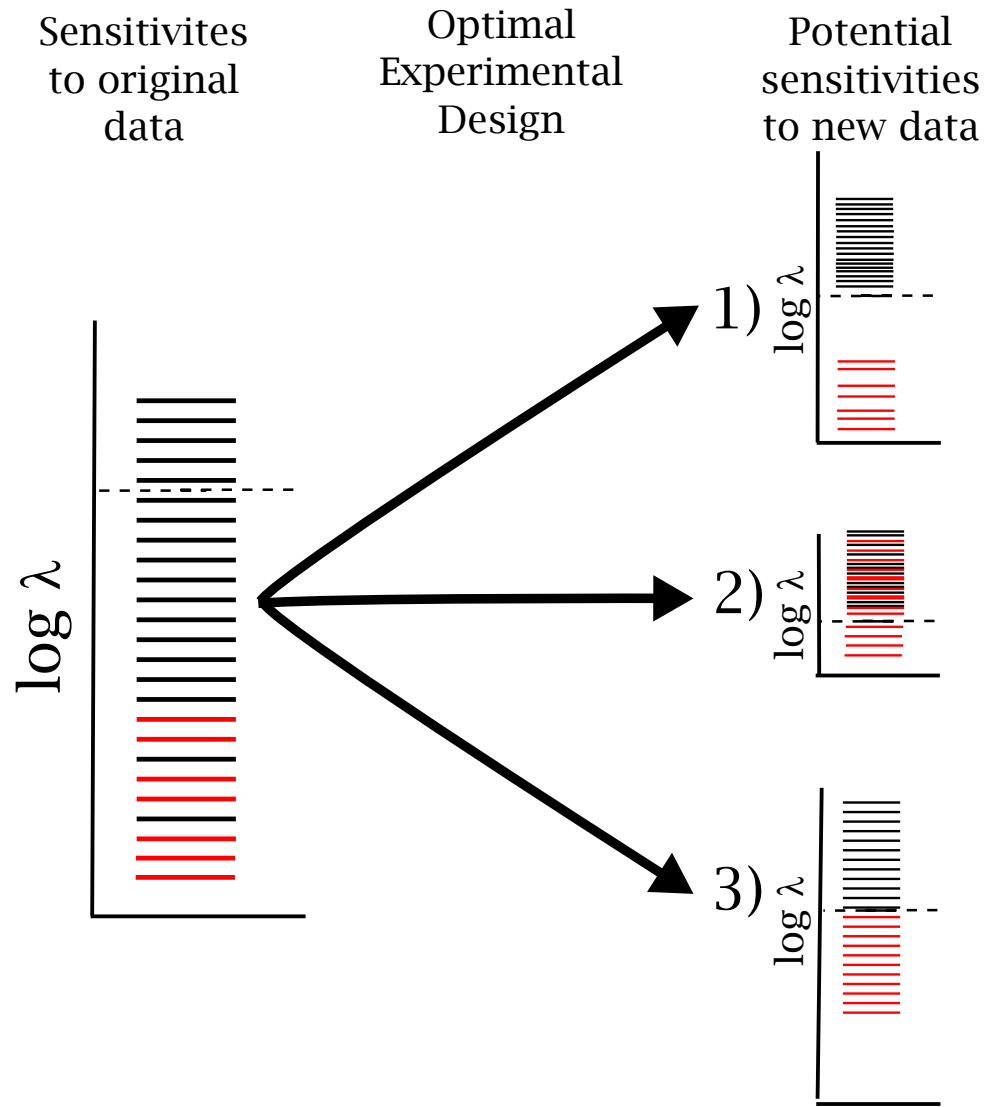 Sensitivites
to original
data
Optimal
Experimental
Design
Potential
sensitivities
to new data
log λ
1)
log λ
2)
log λ
3)
log λ